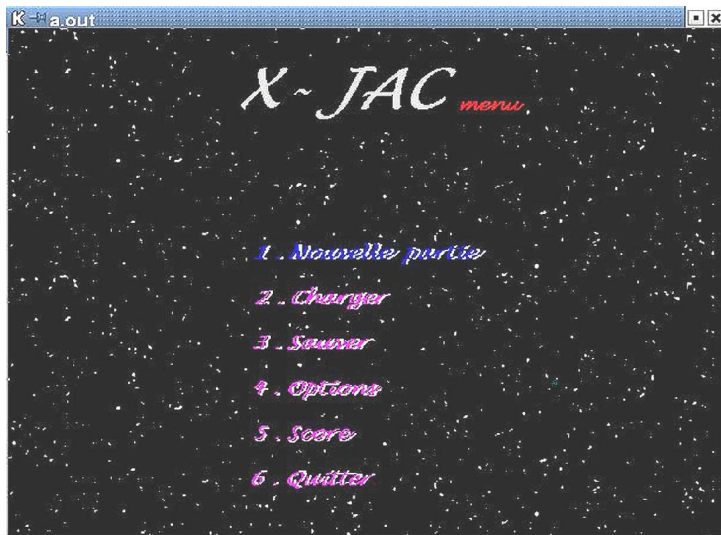 a.out
X ~ JAC menu
1 . Nouvelle partie
2 . Charger
3 . Sauver
4 . Options
5 . Score
6 . Quitter